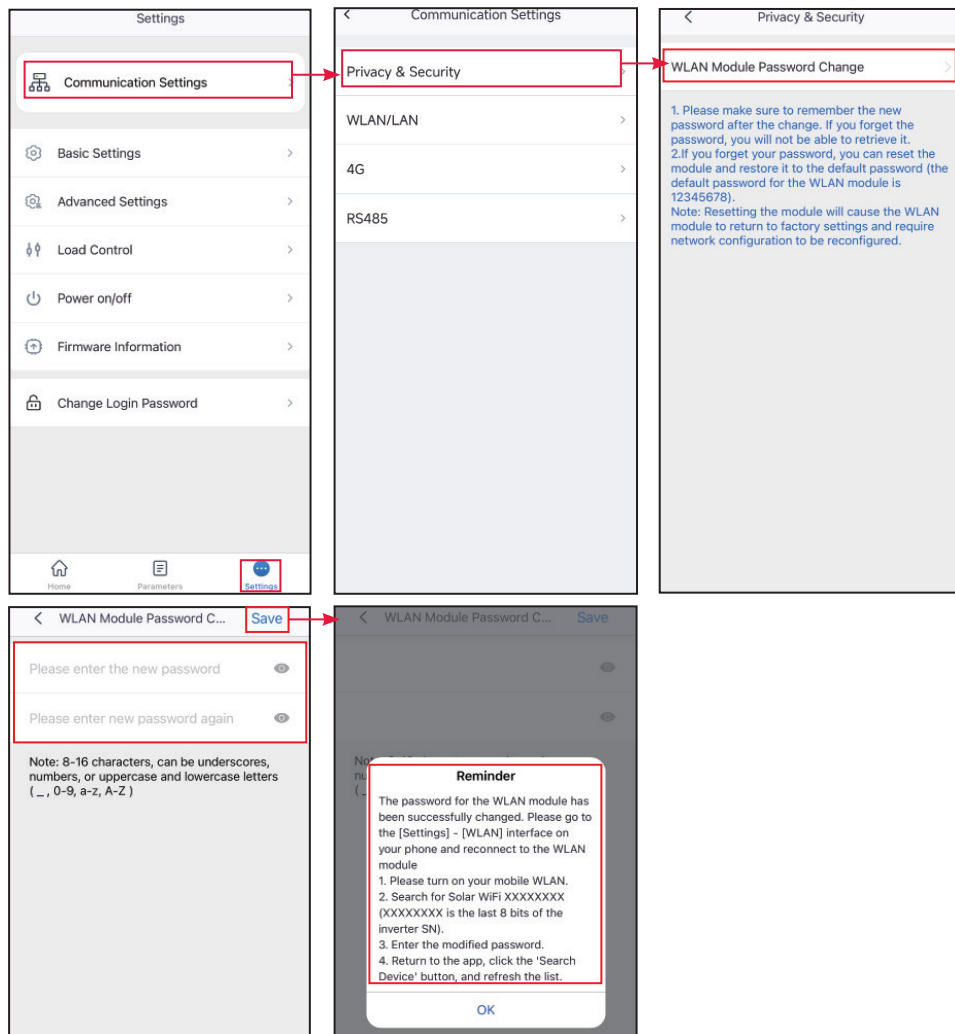 Settings
Communication Settings
Basic Settings
Advanced Settings
Load Control
Power on/off
Firmware Information
Change Login Password
Home
Parameters
Settings
Communication Settings
Privacy & Security
WLAN/LAN
4G
RS485
Privacy & Security
WLAN Module Password Change
1. Please make sure to remember the new
password after the change. If you forget the
password, you will not be able to retrieve it.
2.If you forget your password, you can reset the
module and restore it to the default password (the
default password for the WLAN module is
12345678).
Note: Resetting the module will cause the WLAN
module to return to factory settings and require
network configuration to be reconfigured.
WLAN Module Password C...
Save
Please enter the new password
Please enter new password again
Note: 8-16 characters, can be underscores,
numbers, or uppercase and lowercase letters
( _ , 0-9, a-z, A-Z )
WLAN Module Password C...
Save
Reminder
The password for the WLAN module has
been successfully changed. Please go to
the [Settings] - [WLAN] interface on
your phone and reconnect to the WLAN
module
1. Please turn on your mobile WLAN.
2. Search for Solar WiFi XXXXXXXX
(XXXXXXXX is the last 8 bits of the
inverter SN).
3. Enter the modified password.
4. Return to the app, click the 'Search
Device' button, and refresh the list.
OK